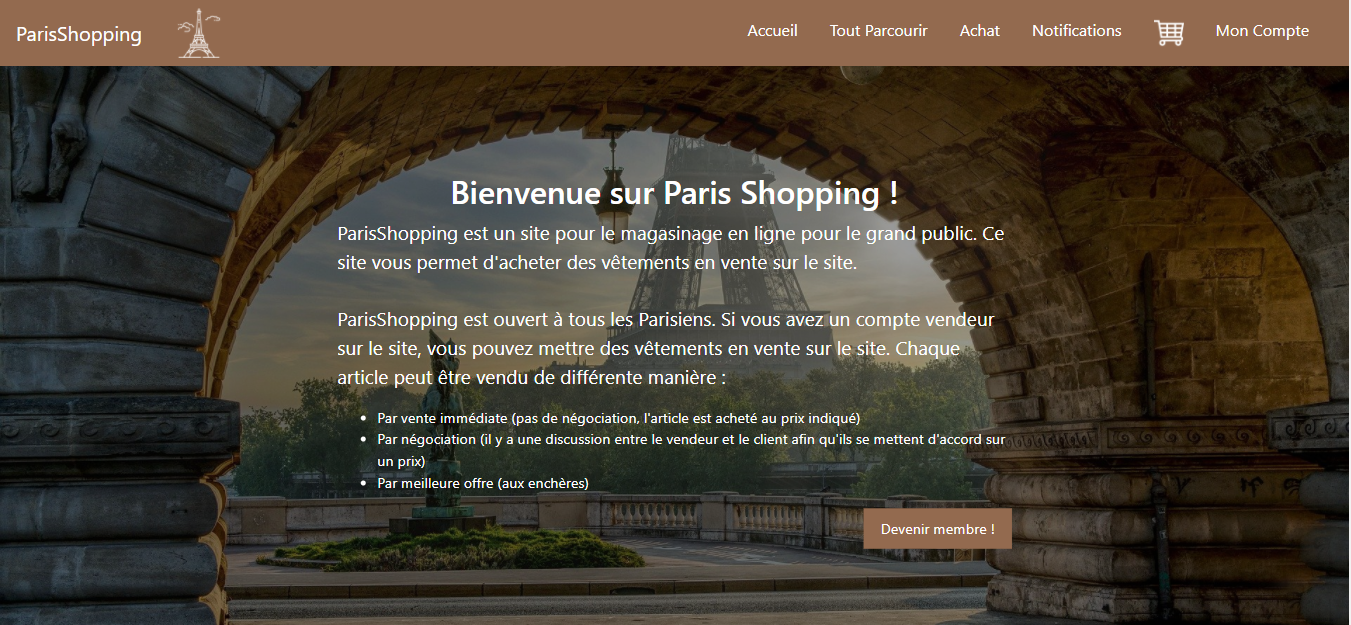 ParisShopping
Accueil
Tout Parcourir
Achat
Notifications
Mon Compte
Bienvenue sur Paris Shopping !
ParisShopping est un site pour le magasinage en ligne pour le grand public. Ce
site vous permet d'acheter des vêtements en vente sur le site.
ParisShopping est ouvert à tous les Parisiens. Si vous avez un compte vendeur
sur le site, vous pouvez mettre des vêtements en vente sur le site. Chaque
article peut être vendu de différente manière :
• Par vente immédiate (pas de négociation, l'article est acheté au prix indiqué)
• Par négociation (il y a une discussion entre le vendeur et le client afin qu'ils se mettent d'accord sur
un prix)
• Par meilleure offre (aux enchères)
Devenir membre !